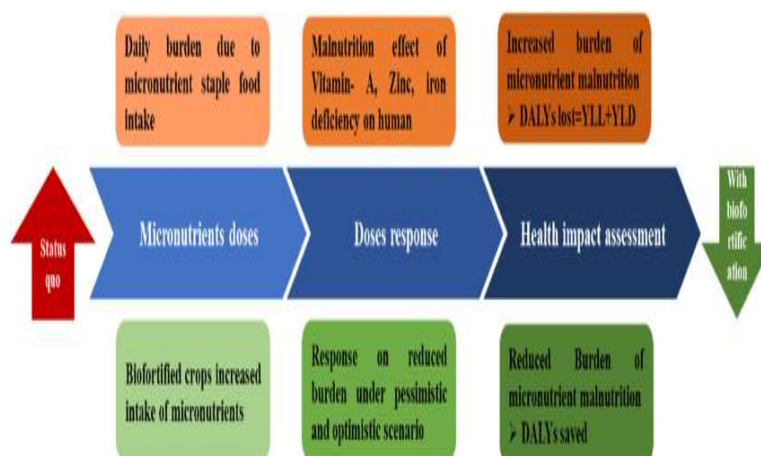 Daily burden due to
micronutrient staple food
intake
Malnutrition effect of
Vitamin- A, Zinc, iron
deficiency on human
Increased burden of
micronutrient malnutrition
➤ DALYs lost=YLL+YLD
Status
quo
Micronutrients doses
Doses response
Health impact assessment
With
biofo
rtific
ation
Biofortified crops increased
intake of micronutrients
Response on reduced
burden under pessimistic
and optimistic scenario
Reduced Burden of
micronutrient malnutrition
➤ DALYs saved